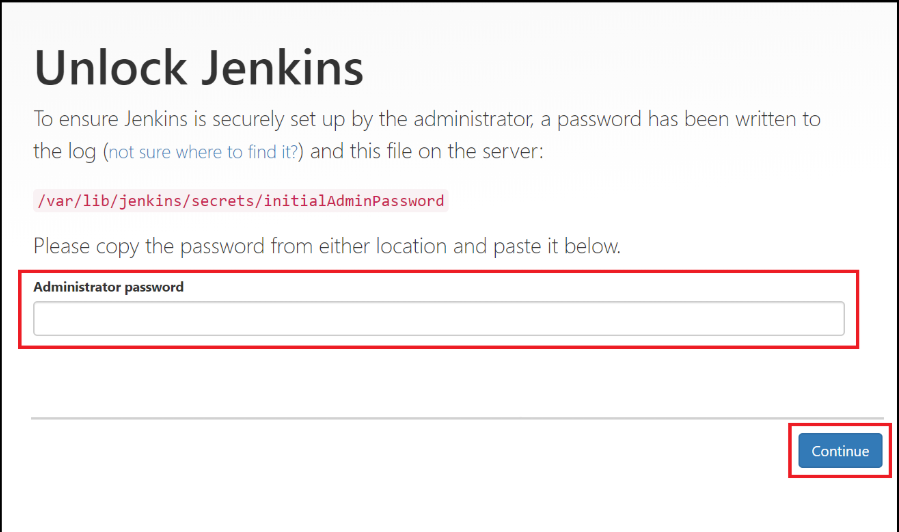 Unlock Jenkins
To ensure Jenkins is securely set up by the administrator, a password has been written to
the log (not sure where to find it?) and this file on the server:
/var/lib/jenkins/secrets/initialAdminPassword
Please copy the password from either location and paste it below.
Administrator password
Continue